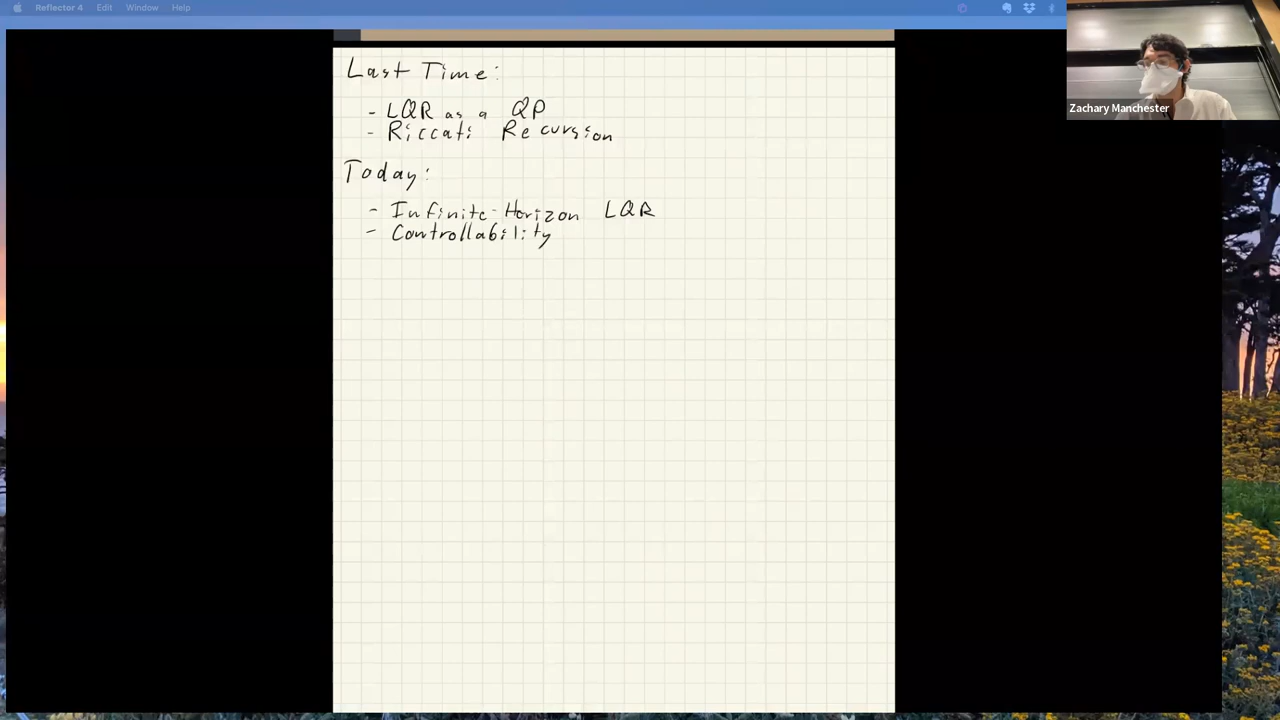 Reflector 4 Edit Window Help
Zachary Manchester
Last Time:
- LQR as a QP
- Riccati Recursion
Today:
- Infinite-Horizon LQR
- Controllability